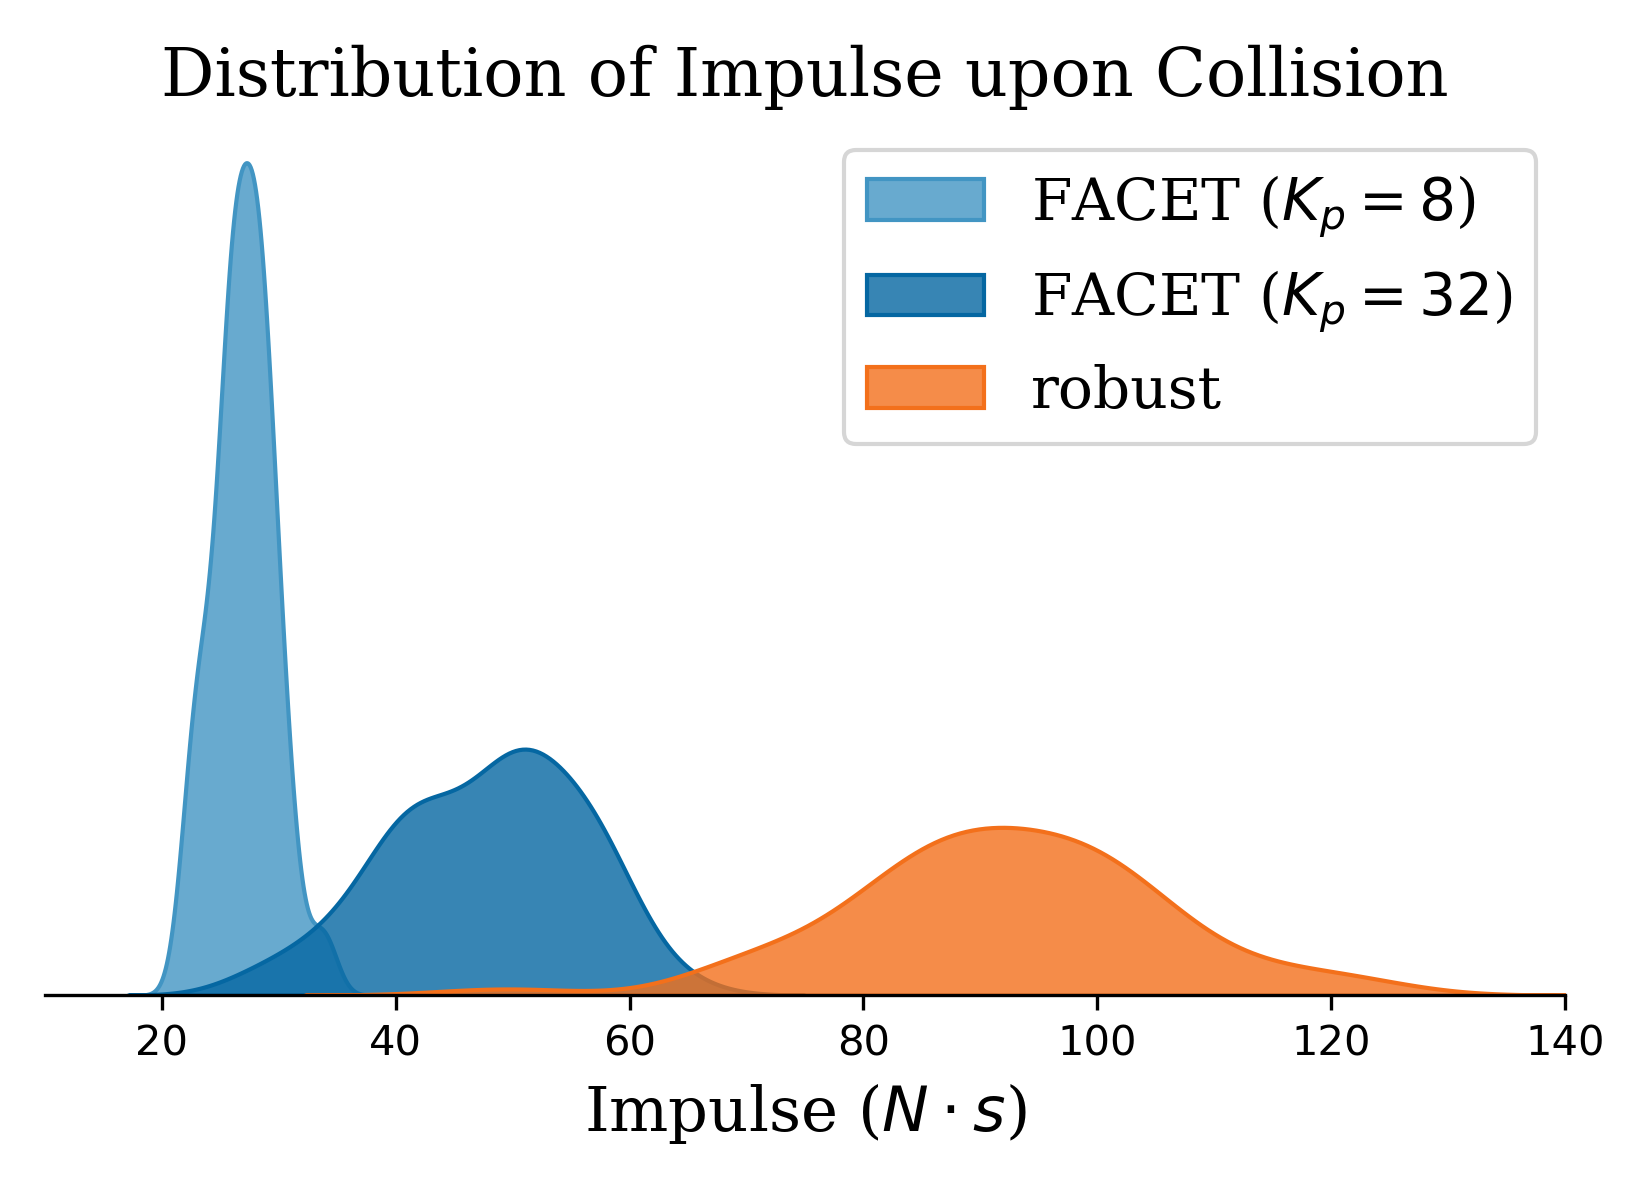 Distribution of Impulse upon Collision
FACET ($K_p = 8$)
FACET ($K_p = 32$)
robust
20 40 60 80 100 120 140
Impulse ($N \cdot s$)